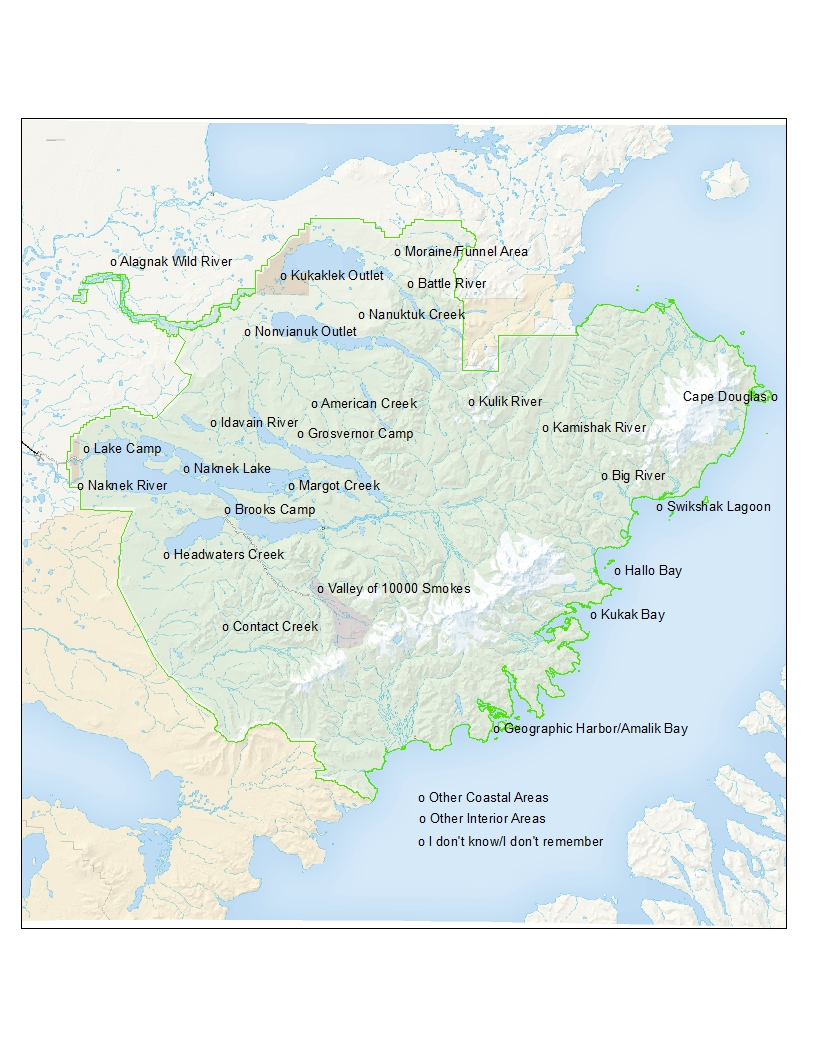 o Moraine/Funnel Area
o Alagnak Wild River
o Kukaklek Outlet
o Battle River
o Nanuktuk Creek
o Nonvianuk Outlet
Cape Douglas o
o American Creek
o Kulik River
o Idavain River
o Kamishak River
o Grosvernor Camp
o Lake Camp
o Naknek Lake
o Big River
o Naknek River
o Margot Creek
o Swikshak Lagoon
o Brooks Camp
o Headwaters Creek
o Hallo Bay
o Valley of 10000 Smokes
o Kukak Bay
o Contact Creek
o Geographic Harbor/Amalik Bay
o Other Coastal Areas
o Other Interior Areas
o I don't know/I don't remember